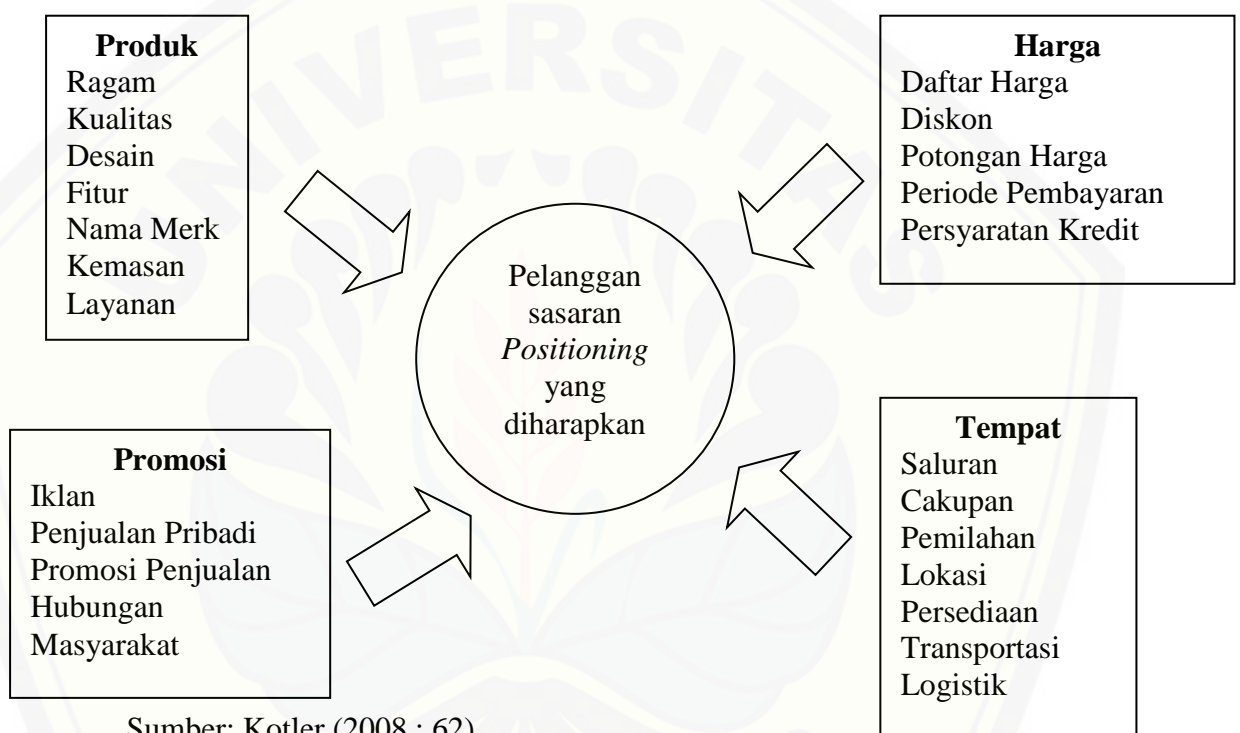 UNIVERSITAS
Produk
Ragam
Kualitas
Desain
Fitur
Nama Merk
Kemasan
Layanan
Harga
Daftar Harga
Diskon
Potongan Harga
Periode Pembayaran
Persyaratan Kredit
Pelanggan
sasaran
Positioning
yang
diharapkan
Promosi
Iklan
Penjualan Pribadi
Promosi Penjualan
Hubungan
Masyarakat
Tempat
Saluran
Cakupan
Pemilahan
Lokasi
Persediaan
Transportasi
Logistik
Sumber: Kotler (2008 : 62)